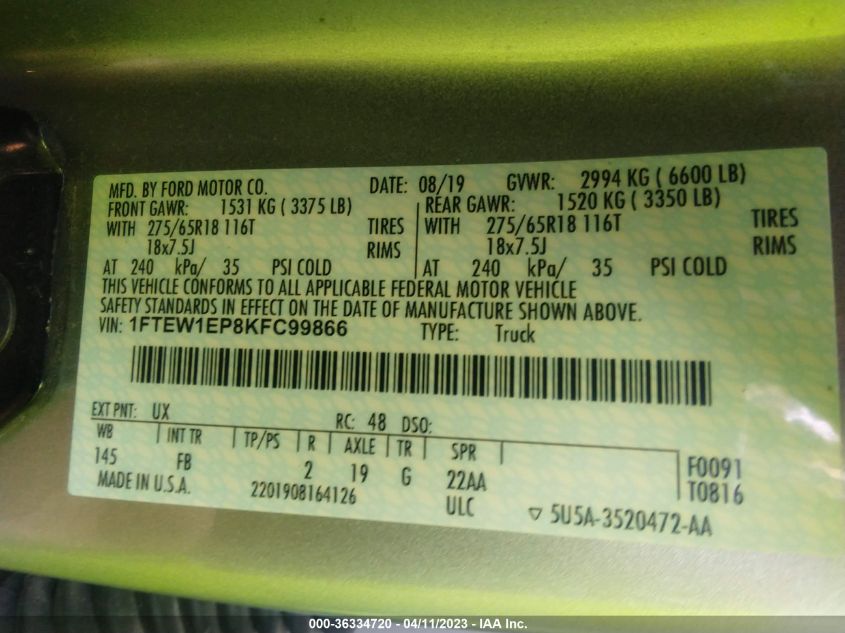 MFD. BY FORD MOTOR CO. DATE: 08/19 GVWR: 2994 KG ( 6600 LB)
FRONT GAWR: 1531 KG ( 3375 LB) REAR GAWR: 1520 KG ( 3350 LB)
WITH 275/65R18 116T TIRES WITH 275/65R18 116T TIRES
18x7.5J RIMS 18x7.5J RIMS
AT 240 kPa/ 35 PSI COLD AT 240 kPa/ 35 PSI COLD
THIS VEHICLE CONFORMS TO ALL APPLICABLE FEDERAL MOTOR VEHICLE
SAFETY STANDARDS IN EFFECT ON THE DATE OF MANUFACTURE SHOWN ABOVE.
VIN: 1FTEW1EP8KFC99866 TYPE: Truck
EXT PNT: UX RC: 48 DSO:
WB INT TR TP/PS R AXLE TR SPR
145 FB 2 19 G 22AA F0091
MADE IN U.S.A. 2201908164126 ULC T0816
▽ 5U5A-3520472-AA
000-36334720 - 04/11/2023 - IAA Inc.